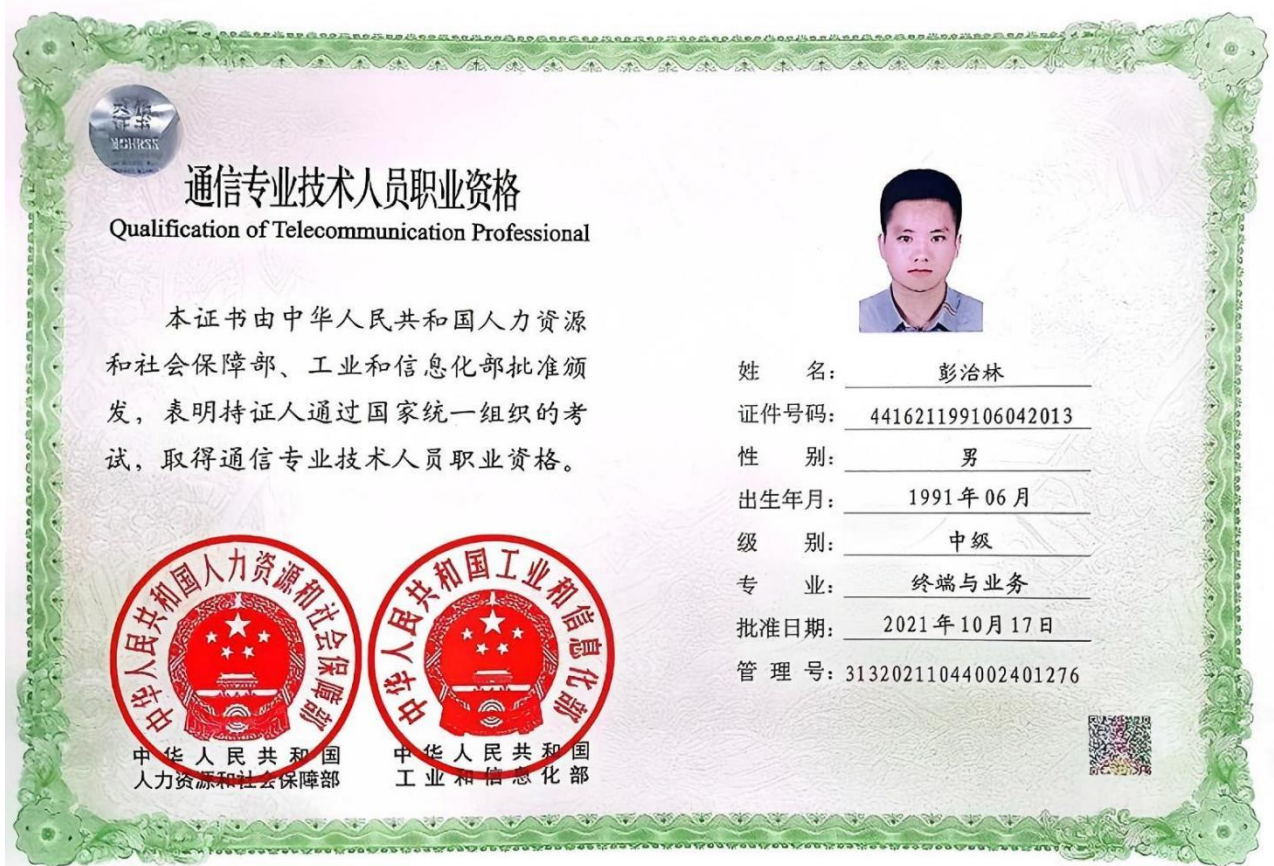 通信专业技术人员职业资格
Qualification of Telecommunication Professional
本证书由中华人民共和国人力资源
和社会保障部、工业和信息化部批准颁
发，表明持证人通过国家统一组织的考
试，取得通信专业技术人员职业资格。
中华人民共和国人力资源和社会保障部
中华人民共和国
人力资源和社会保障部
中华人民共和国工业和信息化部
中华人民共和国
工业和信息化部
姓 名： 彭治林
证件号码： 441621199106042013
性 别： 男
出生年月： 1991年06月
级 别： 中级
专 业： 终端与业务
批准日期： 2021年10月17日
管 理 号： 31320211044002401276